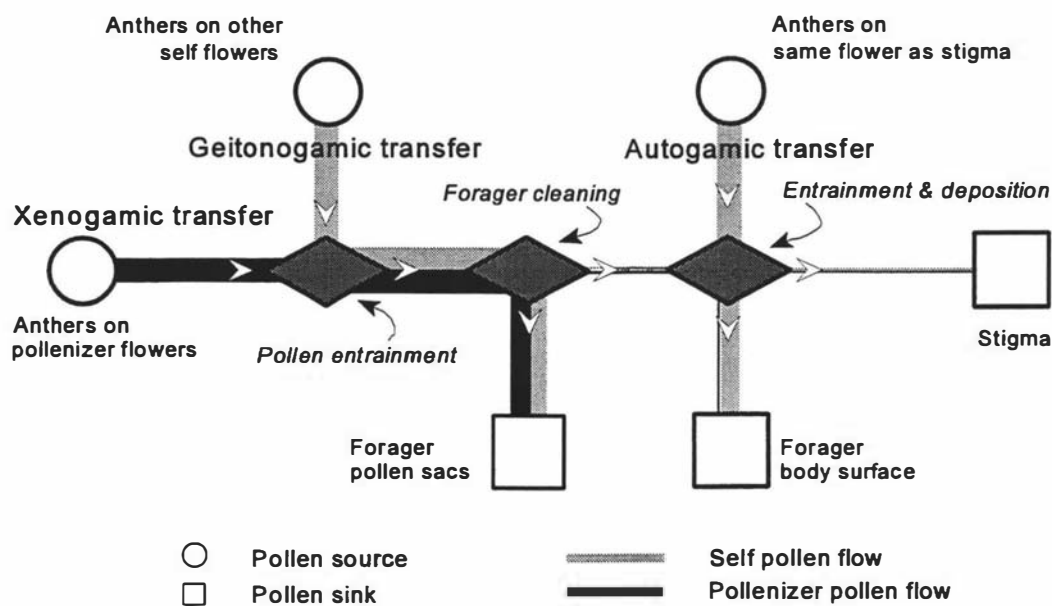 Anthers on other
self flowers
Anthers on
same flower as stigma
Geitonogamic transfer
Autogamic transfer
Forager cleaning
Entrainment & deposition
Xenogamic transfer
Anthers on
pollenizer flowers
Pollen entrainment
Stigma
Forager
pollen sacs
Forager
body surface
Pollen source
Self pollen flow
Pollen sink
Pollenizer pollen flow